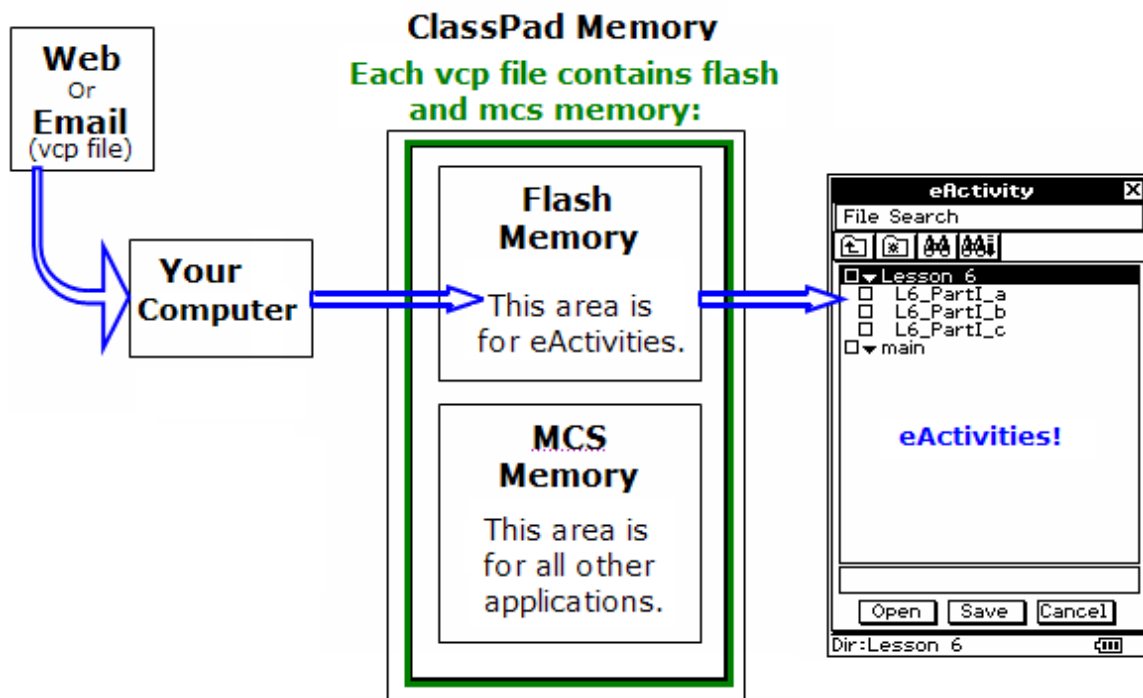 ClassPad Memory
Each vcp file contains flash
and mcs memory:
Web
Or
Email
(vcp file)
Your
Computer
Flash
Memory
This area is
for eActivities.
MCS
Memory
This area is
for all other
applications.
eActivity
File Search
Lesson 6
L6_PartI_a
L6_PartI_b
L6_PartI_c
main
eActivities!
Open Save Cancel
Dir:Lesson 6